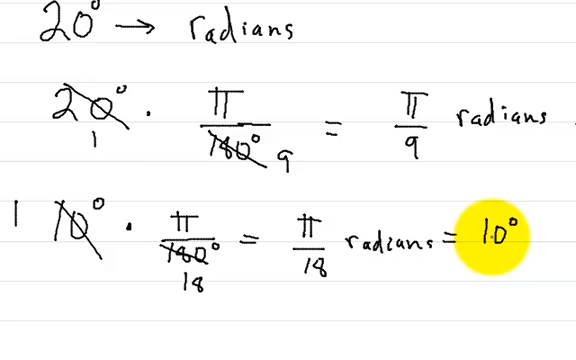 20° → radians
20° · π/180° = π/9 radians
1 9
1 10° · π/180° = π/18 radians = 10°
18